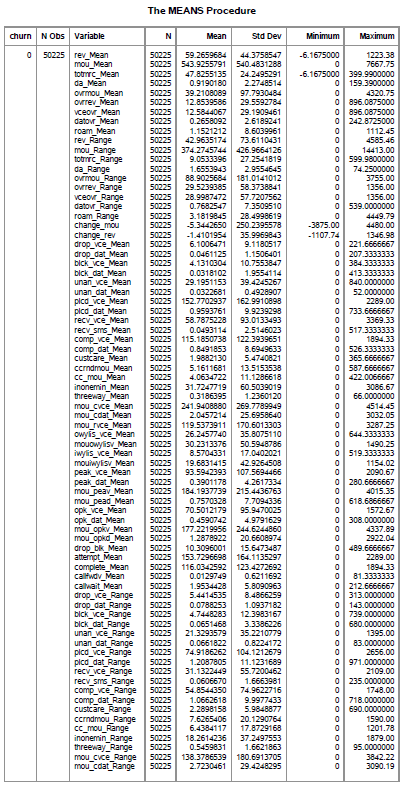 The MEANS Procedure
churn N Obs Variable N Mean Std Dev Minimum Maximum
0 50225 rev_Mean 50225 59.2659684 44.3758547 -6.1675000 1223.38
mou_Mean 50225 543.9255791 540.4831288 0 7667.75
totmrc_Mean 50225 47.8255135 24.2495291 -6.1675000 399.9900000
da_Mean 50225 0.9190180 2.2748514 0 159.3900000
ovrmou_Mean 50225 39.2108089 97.7930484 0 4320.75
ovrrev_Mean 50225 12.8539586 29.5592784 0 896.0875000
vceovr_Mean 50225 12.5844067 29.1909461 0 896.0875000
datovr_Mean 50225 0.2658092 2.6189241 0 242.8725000
roam_Mean 50225 1.1521212 8.6039961 0 1112.45
rev_Range 50225 42.9635174 73.6110431 0 4585.46
mou_Range 50225 374.2745744 426.9664126 0 14413.00
totmrc_Range 50225 9.0533396 27.2541819 0 599.9800000
da_Range 50225 1.6553943 2.9554645 0 74.2500000
ovrmou_Range 50225 88.9025684 181.0141012 0 3755.00
ovrrev_Range 50225 29.5239385 58.3738841 0 1356.00
vceovr_Range 50225 28.9987472 57.7207562 0 1356.00
datovr_Range 50225 0.7682547 7.3509510 0 539.0000000
roam_Range 50225 3.1819845 28.4998619 0 4449.79
change_mou 50225 -5.3442650 250.2395578 -3875.00 4480.00
change_rev 50225 -1.4101954 35.9969843 -1107.74 1346.98
drop_vce_Mean 50225 6.1006471 9.1180517 0 221.6666667
drop_dat_Mean 50225 0.0461125 1.1506401 0 207.3333333
blck_vce_Mean 50225 4.1310304 10.7553847 0 384.3333333
blck_dat_Mean 50225 0.0318102 1.9554114 0 413.3333333
unan_vce_Mean 50225 29.1951153 39.4245267 0 840.0000000
unan_dat_Mean 50225 0.0322681 0.4928907 0 52.0000000
plcd_vce_Mean 50225 152.7702937 162.9910898 0 2289.00
plcd_dat_Mean 50225 0.9593761 9.9239298 0 733.6666667
recv_vce_Mean 50225 58.7875228 93.0133493 0 3369.33
recv_sms_Mean 50225 0.0493114 2.5146023 0 517.3333333
comp_vce_Mean 50225 115.1850738 122.3939651 0 1894.33
comp_dat_Mean 50225 0.8491853 8.6949633 0 526.3333333
custcare_Mean 50225 1.9882130 5.4740821 0 365.6666667
ccrndmou_Mean 50225 5.1611681 13.5153538 0 587.6666667
cc_mou_Mean 50225 4.0634722 11.1286618 0 422.0066667
inonemin_Mean 50225 31.7247719 60.5039019 0 3086.67
threeway_Mean 50225 0.3186395 1.2360120 0 66.0000000
mou_cvce_Mean 50225 241.9408880 269.7789949 0 4514.45
mou_cdat_Mean 50225 2.0457214 25.6958640 0 3032.05
mou_rvce_Mean 50225 119.5373911 170.6013303 0 3287.25
owylis_vce_Mean 50225 26.2457740 35.8075110 0 644.3333333
mouowylisv_Mean 50225 30.2313376 50.5948786 0 1490.25
iwylis_vce_Mean 50225 8.5704331 17.0402021 0 519.3333333
mouiwylisv_Mean 50225 19.6831415 42.9264508 0 1154.02
peak_vce_Mean 50225 93.5942393 107.5694466 0 2090.67
peak_dat_Mean 50225 0.3901178 4.2617334 0 280.6666667
mou_peav_Mean 50225 184.1937739 215.4436763 0 4015.35
mou_pead_Mean 50225 0.7570328 7.7094336 0 618.6866667
opk_vce_Mean 50225 70.5012179 95.9470025 0 1572.67
opk_dat_Mean 50225 0.4590742 4.9791629 0 308.0000000
mou_opkv_Mean 50225 177.2219956 244.6244860 0 4337.89
mou_opkd_Mean 50225 1.2878922 20.6608974 0 2922.04
drop_blk_Mean 50225 10.3096001 15.6473487 0 489.6666667
attempt_Mean 50225 153.7296698 164.1135297 0 2289.00
complete_Mean 50225 116.0342592 123.4272692 0 1894.33
callfwdv_Mean 50225 0.0129749 0.6211692 0 81.3333333
callwait_Mean 50225 1.9534428 5.8090963 0 212.6666667
drop_vce_Range 50225 5.4414535 8.4866259 0 313.0000000
drop_dat_Range 50225 0.0788253 1.0937182 0 143.0000000
blck_vce_Range 50225 4.7448283 12.3983167 0 739.0000000
blck_dat_Range 50225 0.0651468 3.3386226 0 680.0000000
unan_vce_Range 50225 21.3293579 35.2210779 0 1395.00
unan_dat_Range 50225 0.0661822 0.8224172 0 83.0000000
plcd_vce_Range 50225 74.9186262 104.1212679 0 2656.00
plcd_dat_Range 50225 1.2087805 11.1231689 0 971.0000000
recv_vce_Range 50225 31.1322449 55.7200462 0 2109.00
recv_sms_Range 50225 0.0606670 1.6663981 0 235.0000000
comp_vce_Range 50225 54.8844350 74.9622716 0 1748.00
comp_dat_Range 50225 1.0662618 9.9977433 0 718.0000000
custcare_Range 50225 2.2898158 5.9848877 0 690.0000000
ccrndmou_Range 50225 7.6265406 20.1290764 0 1590.00
cc_mou_Range 50225 6.4384117 17.8729168 0 1201.78
inonemin_Range 50225 18.2614236 37.2497553 0 1879.00
threeway_Range 50225 0.5459831 1.6621863 0 95.0000000
mou_cvce_Range 50225 138.3786539 180.6913705 0 3842.22
mou_cdat_Range 50225 2.7230461 29.4248295 0 3090.19